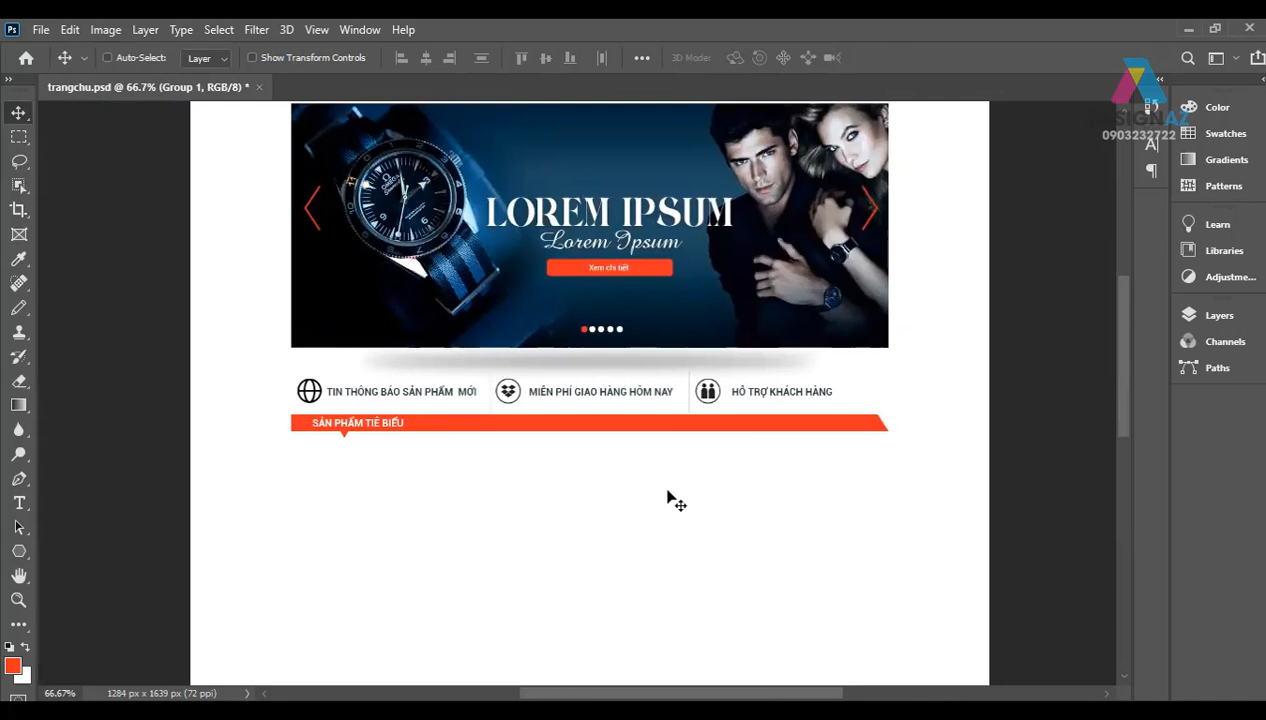 Ps File Edit Image Layer Type Select Filter 3D View Window Help
Auto-Select: Layer Show Transform Controls 3D Mode:
trangchu.psd @ 66.7% (Group 1, RGB/8) *
DESIGNAZ
0903232722
Color
Swatches
Gradients
Patterns
Learn
Libraries
Adjustme...
Layers
Channels
Paths
LOREM IPSUM
Lorem Ipsum
Xem chi tiết
TIN THÔNG BÁO SẢN PHẨM MỚI
MIỄN PHÍ GIAO HÀNG HÔM NAY
HỖ TRỢ KHÁCH HÀNG
SẢN PHẨM TIÊ BIỂU
66.67% 1284 px x 1639 px (72 ppi)